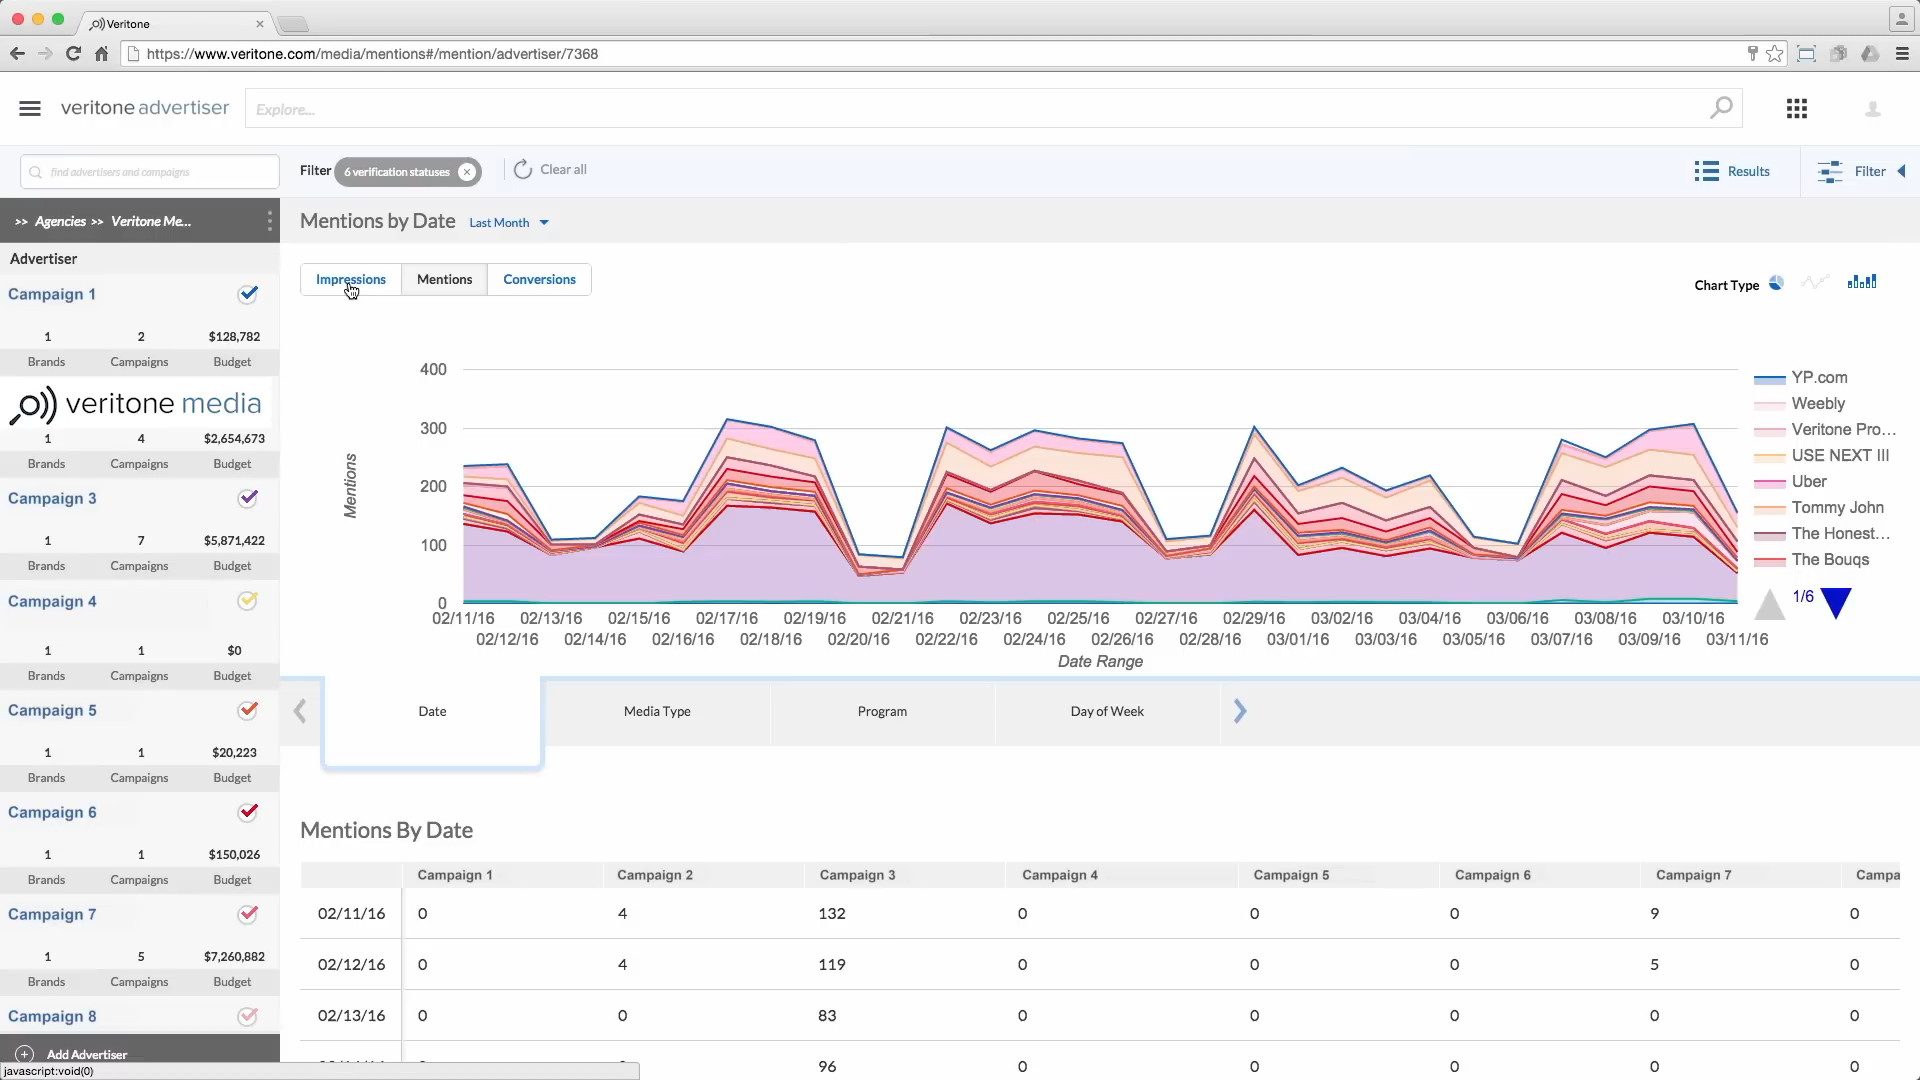 Veritone
https://www.veritone.com/media/mentions#/mention/advertiser/7368
veritone advertiser
Explore...
find advertisers and campaigns
Filter
6 verification statuses
Clear all
Results
Filter
>> Agencies >> Veritone Me...
Mentions by Date
Last Month
Advertiser
Campaign 1
1 2 $128,782
Brands Campaigns Budget
veritone media
1 4 $2,654,673
Brands Campaigns Budget
Campaign 3
1 7 $5,871,422
Brands Campaigns Budget
Campaign 4
1 1 $0
Brands Campaigns Budget
Campaign 5
1 1 $20,223
Brands Campaigns Budget
Campaign 6
1 1 $150,026
Brands Campaigns Budget
Campaign 7
1 5 $7,260,882
Brands Campaigns Budget
Campaign 8
Add Advertiser
javascript:void(0)
Impressions
Mentions
Conversions
Chart Type
Mentions
400
300
200
100
0
02/11/16 02/13/16 02/15/16 02/17/16 02/19/16 02/21/16 02/23/16 02/25/16 02/27/16 02/29/16 03/02/16 03/04/16 03/06/16 03/08/16 03/10/16
02/12/16 02/14/16 02/16/16 02/18/16 02/20/16 02/22/16 02/24/16 02/26/16 02/28/16 03/01/16 03/03/16 03/05/16 03/07/16 03/09/16 03/11/16
Date Range
YP.com
Weebly
Veritone Pro...
USE NEXT III
Uber
Tommy John
The Honest...
The Bouqs
1/6
Date
Media Type
Program
Day of Week
Mentions By Date
Campaign 1 Campaign 2 Campaign 3 Campaign 4 Campaign 5 Campaign 6 Campaign 7 Campa
02/11/16 0 4 132 0 0 0 9 0
02/12/16 0 4 119 0 0 0 5 0
02/13/16 0 0 83 0 0 0 0 0
96 0 0 0 0 0